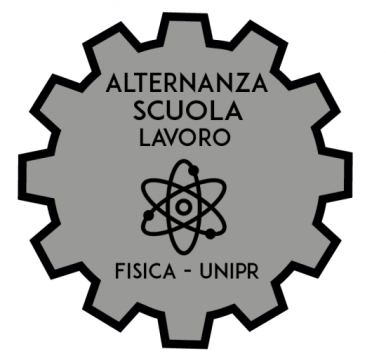 ALTERNANZA
SCUOLA
LAVORO
FISICA - UNIPR